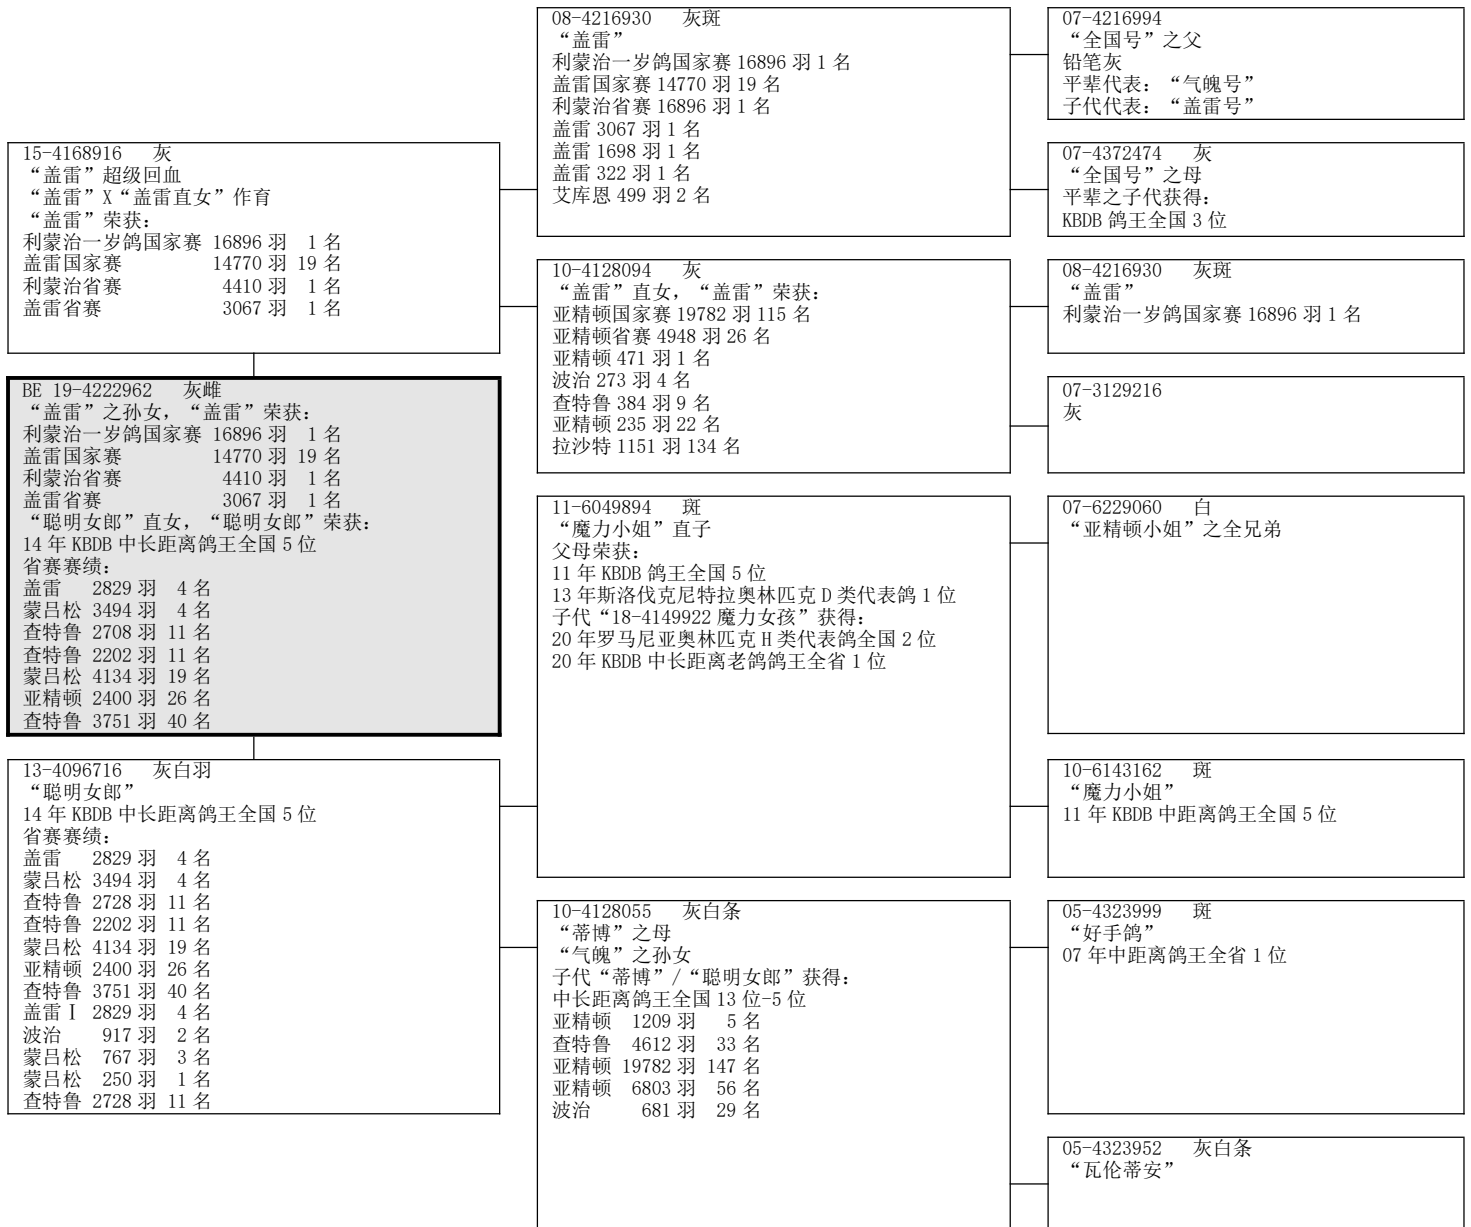 15-4168916 灰
“盖雷”超级回血
“盖雷”X“盖雷直女”作育
“盖雷”荣获：
利蒙治一岁鸽国家赛 16896 羽 1 名
盖雷国家赛 14770 羽 19 名
利蒙治省赛 4410 羽 1 名
盖雷省赛 3067 羽 1 名
BE 19-4222962 灰雌
“盖雷”之孙女，“盖雷”荣获：
利蒙治一岁鸽国家赛 16896 羽 1 名
盖雷国家赛 14770 羽 19 名
利蒙治省赛 4410 羽 1 名
盖雷省赛 3067 羽 1 名
“聪明女郎”直女，“聪明女郎”荣获：
14 年 KBDB 中长距离鸽王全国 5 位
省赛赛绩：
盖雷 2829 羽 4 名
蒙吕松 3494 羽 4 名
查特鲁 2708 羽 11 名
查特鲁 2202 羽 11 名
蒙吕松 4134 羽 19 名
亚精顿 2400 羽 26 名
查特鲁 3751 羽 40 名
13-4096716 灰白羽
“聪明女郎”
14 年 KBDB 中长距离鸽王全国 5 位
省赛赛绩：
盖雷 2829 羽 4 名
蒙吕松 3494 羽 4 名
查特鲁 2728 羽 11 名
查特鲁 2202 羽 11 名
蒙吕松 4134 羽 19 名
亚精顿 2400 羽 26 名
查特鲁 3751 羽 40 名
盖雷Ⅰ 2829 羽 4 名
波治 917 羽 2 名
蒙吕松 767 羽 3 名
蒙吕松 250 羽 1 名
查特鲁 2728 羽 11 名
08-4216930 灰斑
“盖雷”
利蒙治一岁鸽国家赛 16896 羽 1 名
盖雷国家赛 14770 羽 19 名
利蒙治省赛 16896 羽 1 名
盖雷 3067 羽 1 名
盖雷 1698 羽 1 名
盖雷 322 羽 1 名
艾库恩 499 羽 2 名
10-4128094 灰
“盖雷”直女，“盖雷”荣获：
亚精顿国家赛 19782 羽 115 名
亚精顿省赛 4948 羽 26 名
亚精顿 471 羽 1 名
波治 273 羽 4 名
查特鲁 384 羽 9 名
亚精顿 235 羽 22 名
拉沙特 1151 羽 134 名
11-6049894 斑
“魔力小姐”直子
父母荣获：
11 年 KBDB 鸽王全国 5 位
13 年斯洛伐克尼特拉奥林匹克 D 类代表鸽 1 位
子代“18-4149922 魔力女孩”获得：
20 年罗马尼亚奥林匹克 H 类代表鸽全国 2 位
20 年 KBDB 中长距离老鸽鸽王全省 1 位
10-4128055 灰白条
“蒂博”之母
“气魄”之孙女
子代“蒂博”/“聪明女郎”获得：
中长距离鸽王全国 13 位-5 位
亚精顿 1209 羽 5 名
查特鲁 4612 羽 33 名
亚精顿 19782 羽 147 名
亚精顿 6803 羽 56 名
波治 681 羽 29 名
07-4216994
“全国号”之父
铅笔灰
平辈代表：“气魄号”
子代代表：“盖雷号”
07-4372474 灰
“全国号”之母
平辈之子代获得：
KBDB 鸽王全国 3 位
08-4216930 灰斑
“盖雷”
利蒙治一岁鸽国家赛 16896 羽 1 名
07-3129216
灰
07-6229060 白
“亚精顿小姐”之全兄弟
10-6143162 斑
“魔力小姐”
11 年 KBDB 中距离鸽王全国 5 位
05-4323999 斑
“好手鸽”
07 年中距离鸽王全省 1 位
05-4323952 灰白条
“瓦伦蒂安”